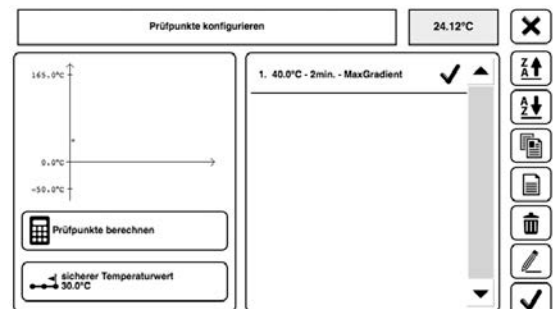 Prüfpunkte konfigurieren
24.12°C
165.0°C
0.0°C
-50.0°C
Prüfpunkte berechnen
sicherer Temperaturwert
30.0°C
1. 40.0°C - 2min. - MaxGradient
Z
A
A
Z